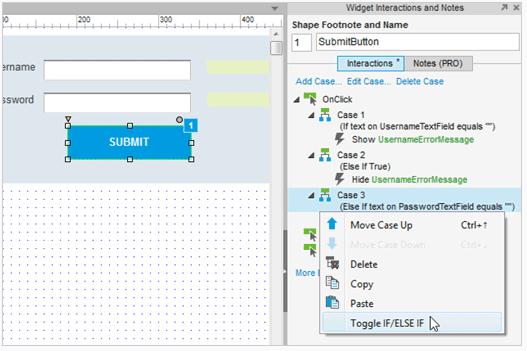 200 300 400
ername
ssword
SUBMIT
1
Widget Interactions and Notes
Shape Footnote and Name
1 SubmitButton
Interactions * Notes (PRO)
Add Case... Edit Case... Delete Case
OnClick
Case 1
(If text on UsernameTextField equals "")
Show UsernameErrorMessage
Case 2
(Else If True)
Hide UsernameErrorMessage
Case 3
(Else If text on PasswordTextField equals "")
Move Case Up Ctrl+↑
Move Case Down Ctrl+↓
Delete
Copy
More
Paste
Toggle IF/ELSE IF